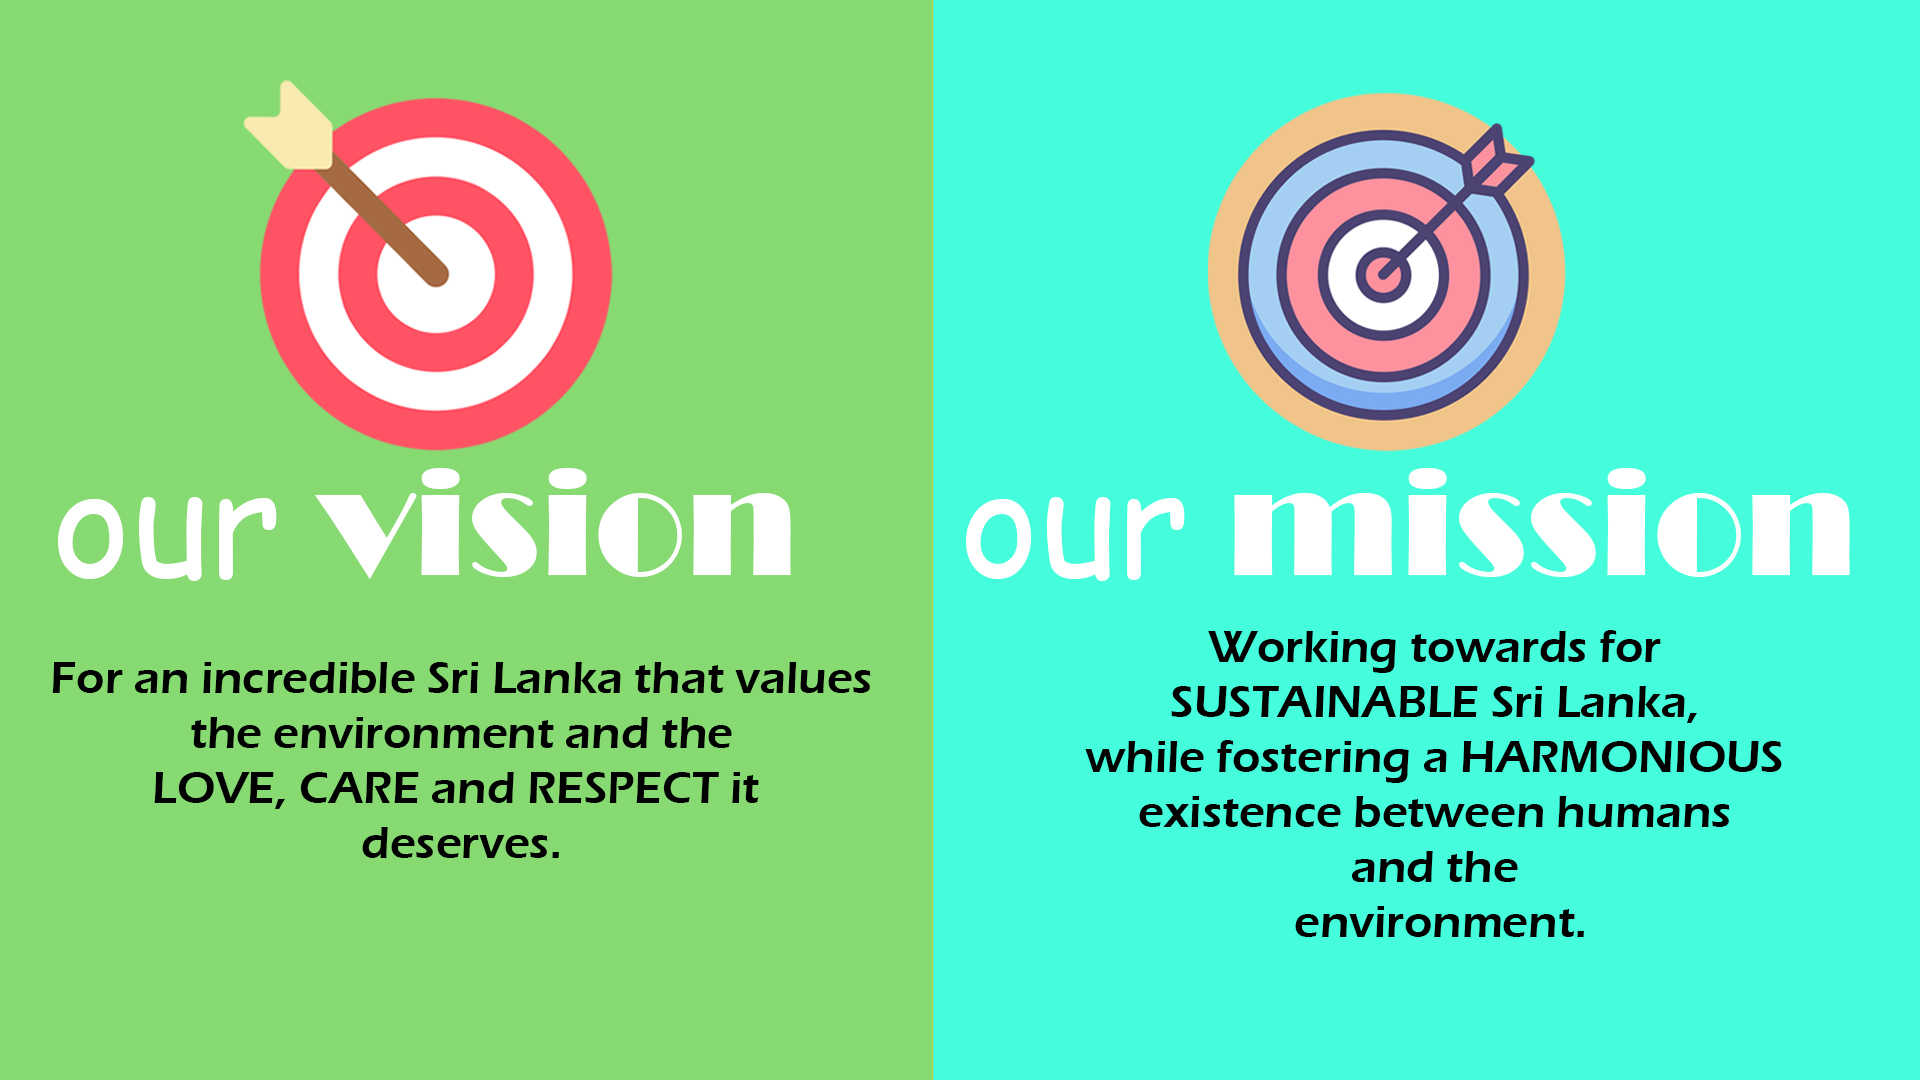 our vision
For an incredible Sri Lanka that values
the environment and the
LOVE, CARE and RESPECT it
deserves.
our mission
Working towards for
SUSTAINABLE Sri Lanka,
while fostering a HARMONIOUS
existence between humans
and the
environment.